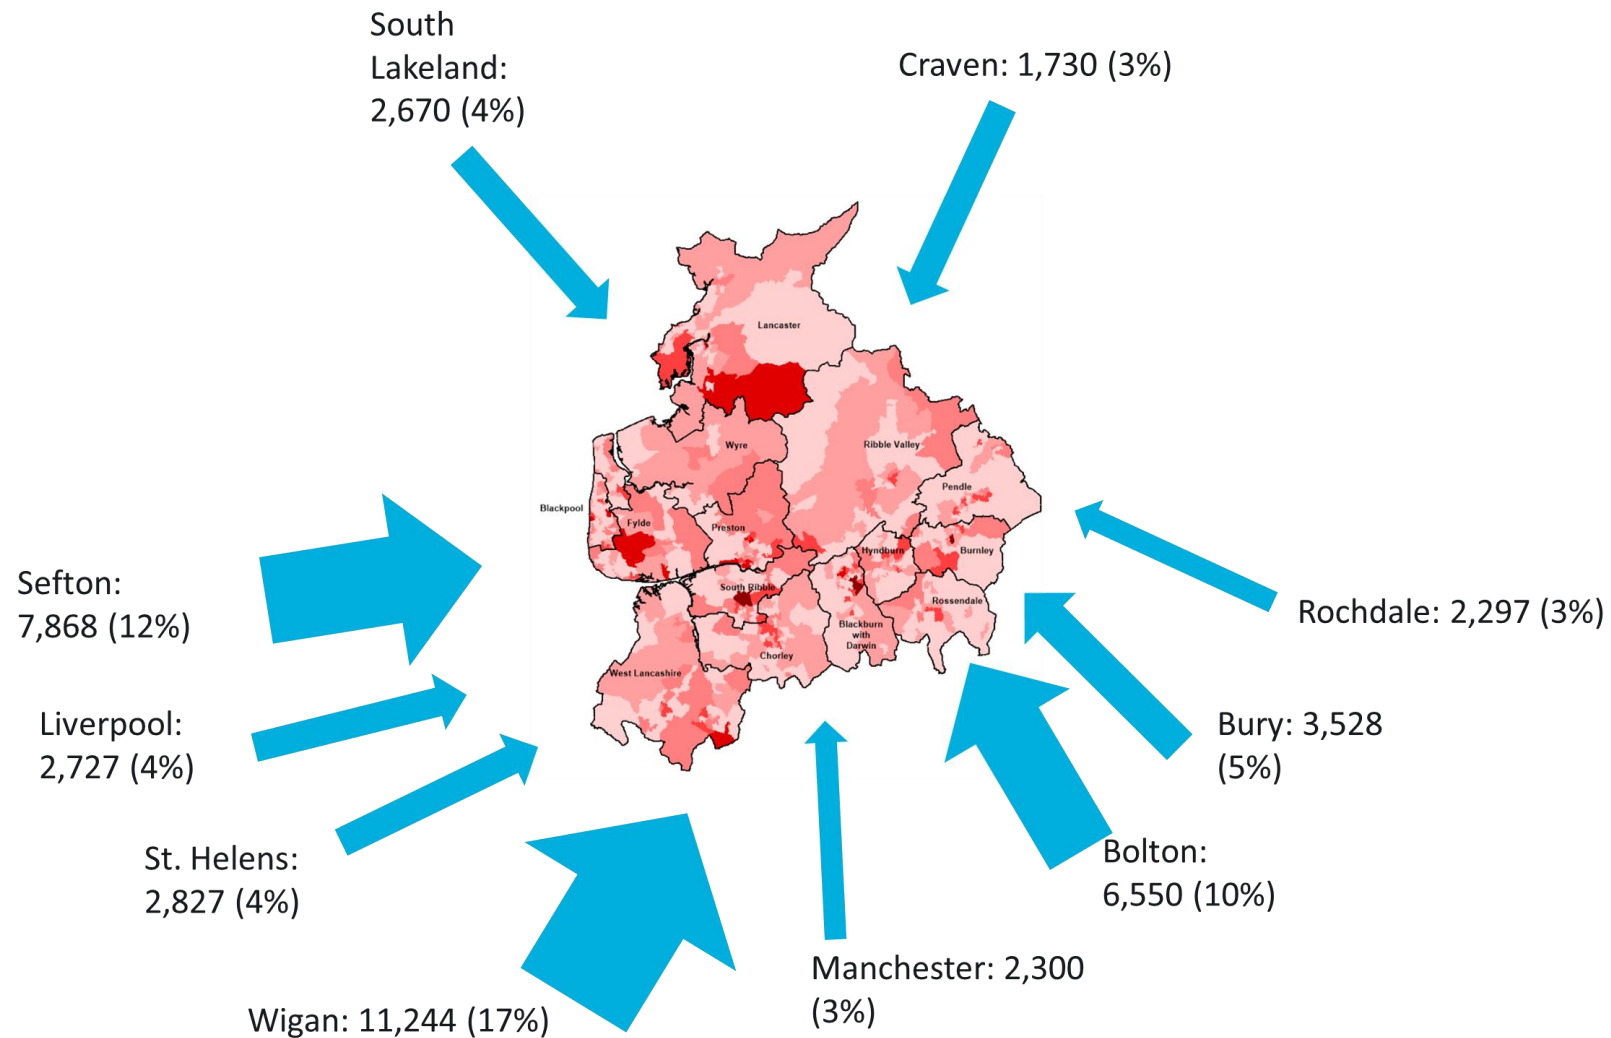 South
Lakeland:
2,670 (4%)
Craven: 1,730 (3%)
Lancaster
Wyre
Ribble Valley
Pendle
Blackpool
Fylde
Preston
Hyndburn
Burnley
South Ribble
Rossendale
Blackburn
with
Darwin
Chorley
West Lancashire
Sefton:
7,868 (12%)
Rochdale: 2,297 (3%)
Liverpool:
2,727 (4%)
Bury: 3,528
(5%)
St. Helens:
2,827 (4%)
Bolton:
6,550 (10%)
Manchester: 2,300
(3%)
Wigan: 11,244 (17%)